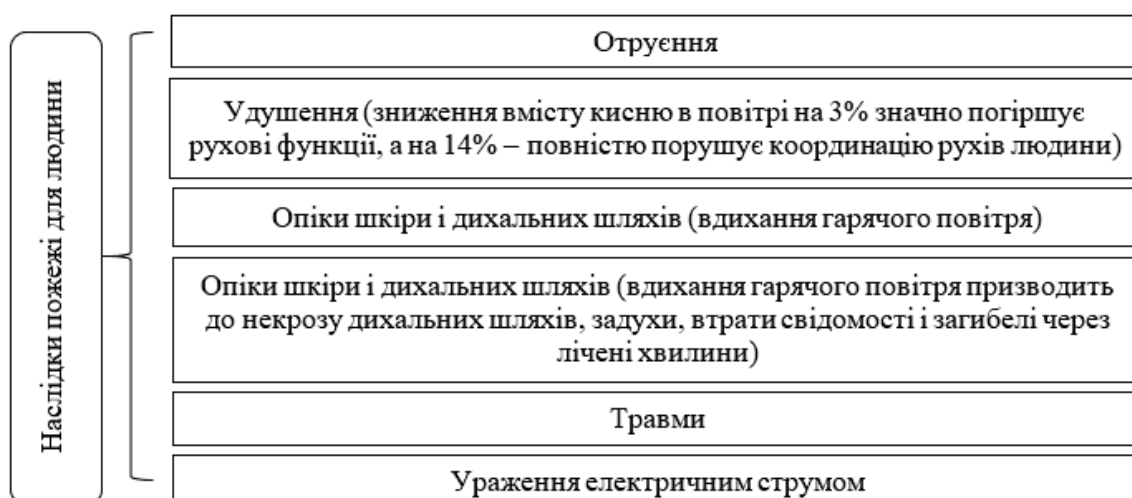 Наслідки пожежі для людини
Отруєння
Удушення (зниження вмісту кисню в повітрі на 3% значно погіршує
рухові функції, а на 14% – повністю порушує координацію рухів людини)
Опіки шкіри і дихальних шляхів (вдихання гарячого повітря)
Опіки шкіри і дихальних шляхів (вдихання гарячого повітря призводить
до некрозу дихальних шляхів, задухи, втрати свідомості і загибелі через
лічені хвилини)
Травми
Ураження електричним струмом